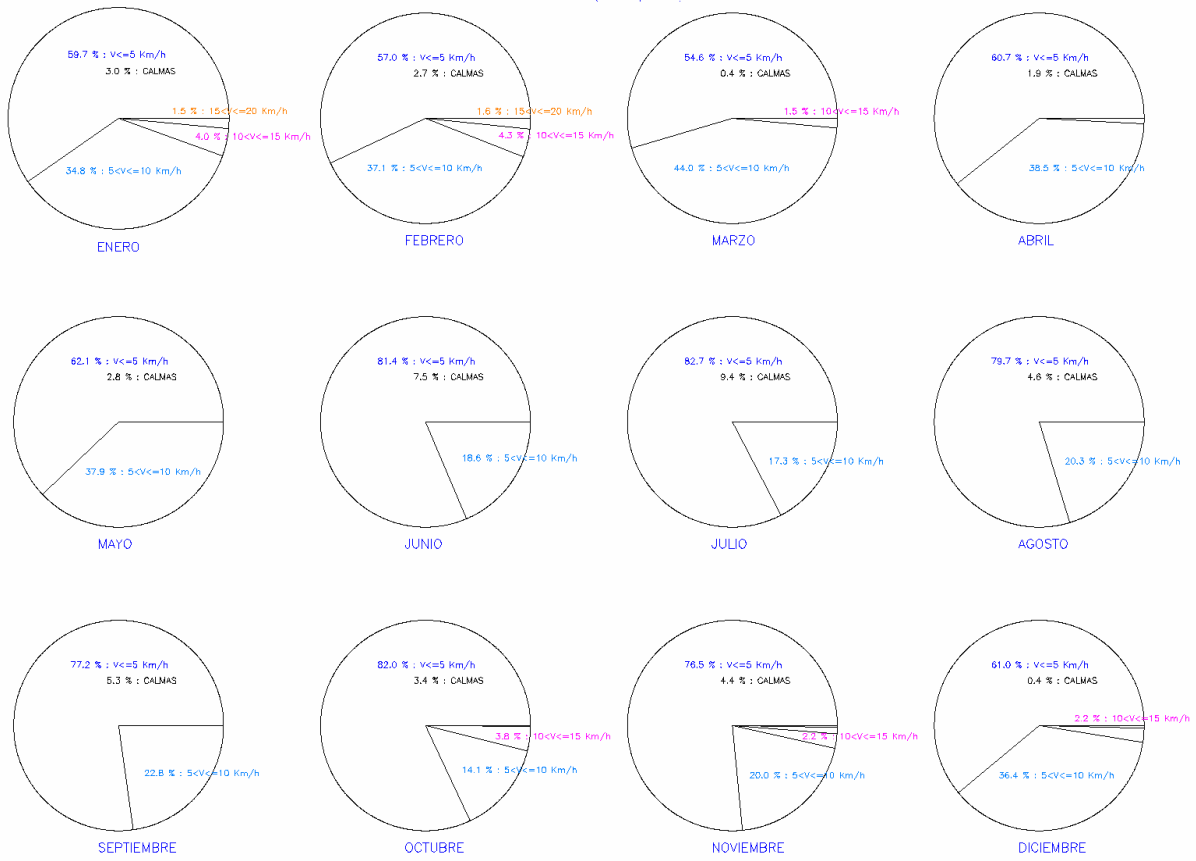 59.7 % : V<=5 Km/h
3.0 % : CALMAS
1.5 % : 15<V<=20 Km/h
4.0 % : 10<V<=15 Km/h
34.8 % : 5<V<=10 Km/h
ENERO
57.0 % : V<=5 Km/h
2.7 % : CALMAS
1.6 % : 15<V<=20 Km/h
4.3 % : 10<V<=15 Km/h
37.1 % : 5<V<=10 Km/h
FEBRERO
54.6 % : V<=5 Km/h
0.4 % : CALMAS
1.5 % : 10<V<=15 Km/h
44.0 % : 5<V<=10 Km/h
MARZO
60.7 % : V<=5 Km/h
1.9 % : CALMAS
38.5 % : 5<V<=10 Km/h
ABRIL
62.1 % : V<=5 Km/h
2.8 % : CALMAS
37.9 % : 5<V<=10 Km/h
MAYO
81.4 % : V<=5 Km/h
7.5 % : CALMAS
18.6 % : 5<V<=10 Km/h
JUNIO
82.7 % : V<=5 Km/h
9.4 % : CALMAS
17.3 % : 5<V<=10 Km/h
JULIO
79.7 % : V<=5 Km/h
4.6 % : CALMAS
20.3 % : 5<V<=10 Km/h
AGOSTO
77.2 % : V<=5 Km/h
5.3 % : CALMAS
22.8 % : 5<V<=10 Km/h
SEPTIEMBRE
82.0 % : V<=5 Km/h
3.4 % : CALMAS
3.8 % : 10<V<=15 Km/h
14.1 % : 5<V<=10 Km/h
OCTUBRE
76.5 % : V<=5 Km/h
4.4 % : CALMAS
2.2 % : 10<V<=15 Km/h
20.0 % : 5<V<=10 Km/h
NOVIEMBRE
61.0 % : V<=5 Km/h
0.4 % : CALMAS
2.2 % : 10<V<=15 Km/h
36.4 % : 5<V<=10 Km/h
DICIEMBRE